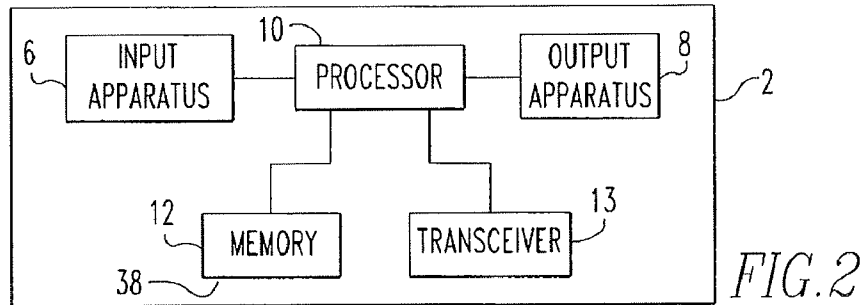 10
6
INPUT
APPARATUS
PROCESSOR
OUTPUT
APPARATUS
8
2
12
MEMORY
38
TRANSCEIVER
13
FIG.2